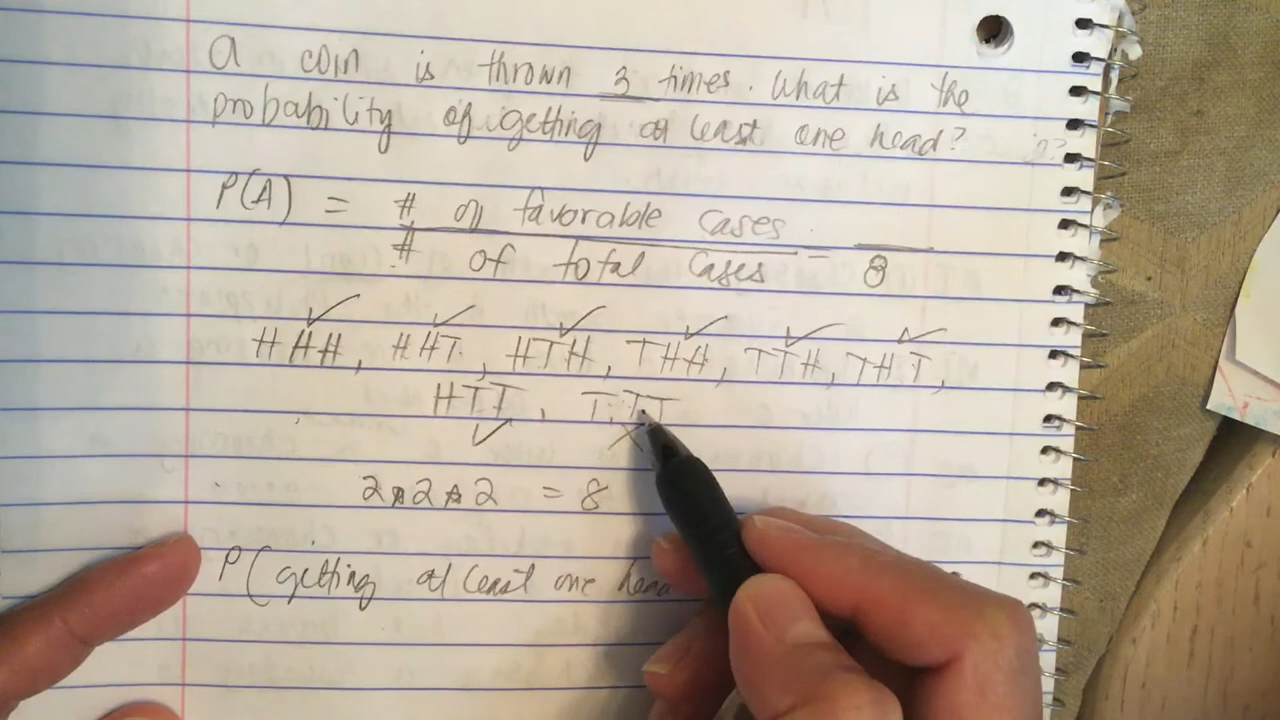 A coin is thrown 3 times. What is the
probability of getting at least one head?
P(A) = # of favorable cases = 
# of total cases 8
HHH, HHT, HTH, THH, TTH, THT,
HTT, TTT
2*2*2 = 8
P(getting at least one hea